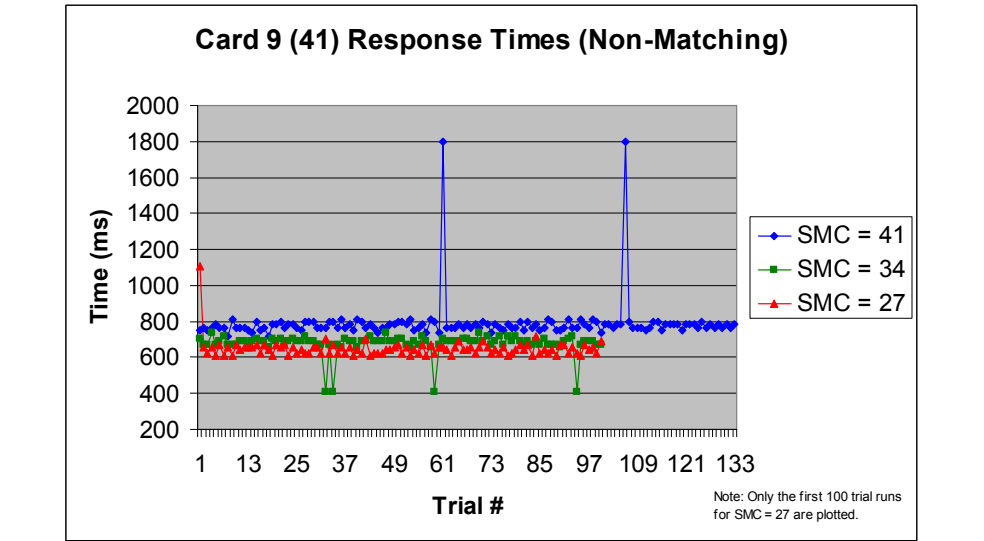 Card 9 (41) Response Times (Non-Matching)
2000
1800
1600
1400
1200
1000
800
600
400
200
Time (ms)
1 13 25 37 49 61 73 85 97 109 121 133
Trial #
SMC = 41
SMC = 34
SMC = 27
Note: Only the first 100 trial runs
for SMC = 27 are plotted.